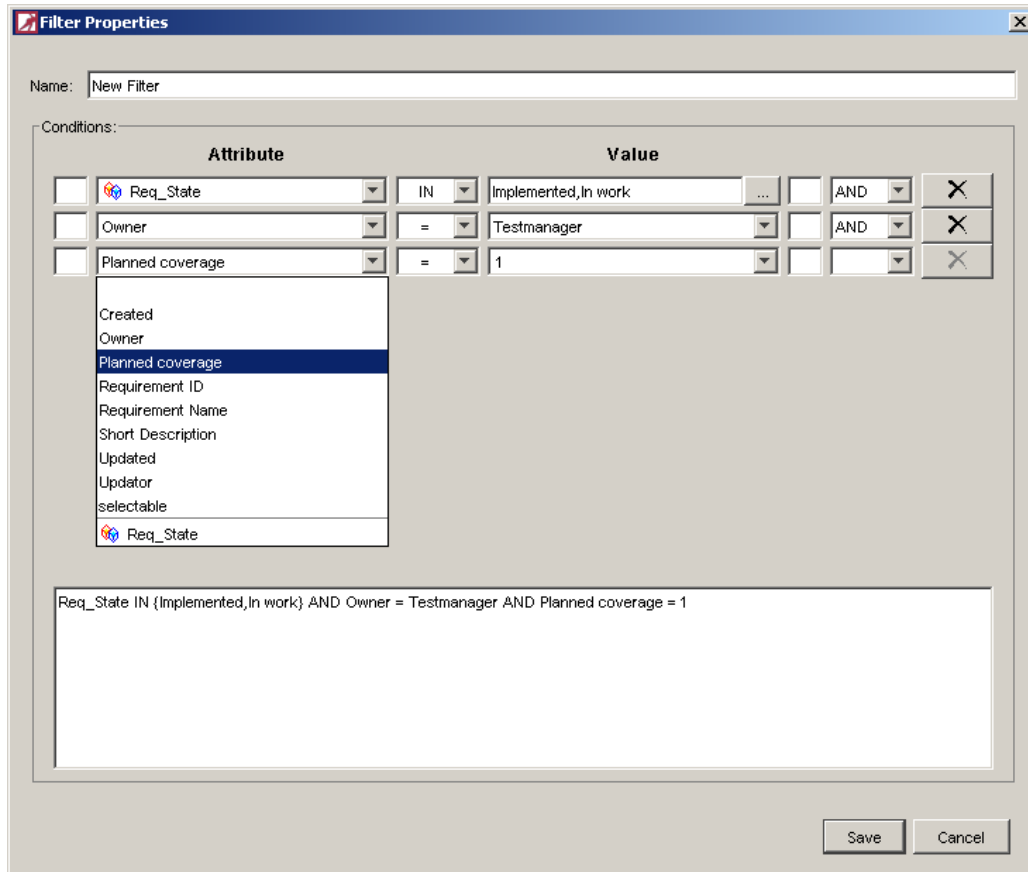 Filter Properties
Name: New Filter
Conditions:
Attribute Value
Req_State IN Implemented,In work ... AND
Owner = Testmanager AND
Planned coverage = 1
Created
Owner
Planned coverage
Requirement ID
Requirement Name
Short Description
Updated
Updator
selectable
Req_State
Req_State IN {Implemented,In work} AND Owner = Testmanager AND Planned coverage = 1
Save Cancel